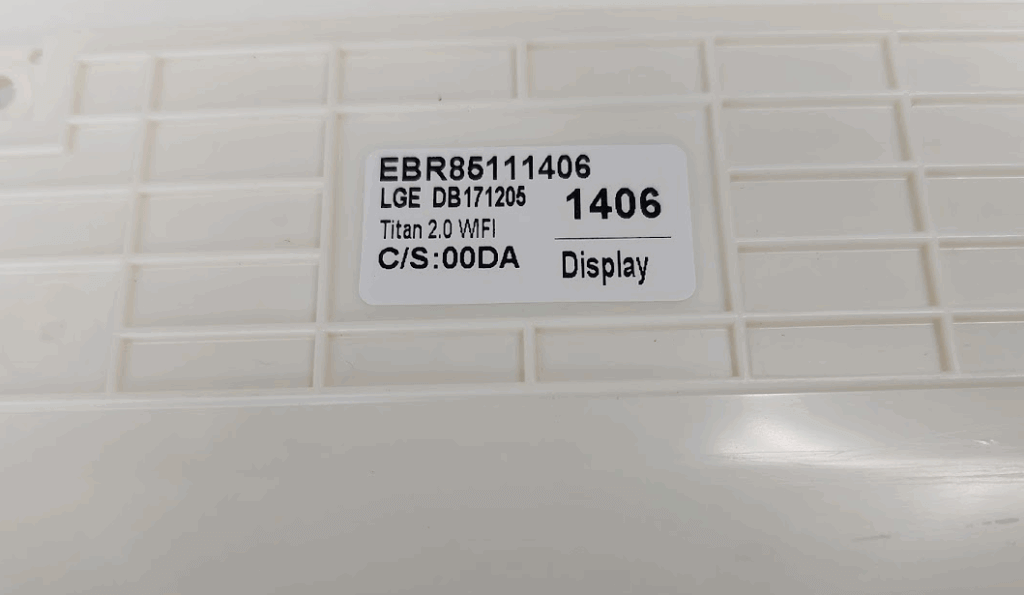 EBR85111406
LGE DB171205
1406
Titan 2.0 WIFI
C/S:00DA
Display